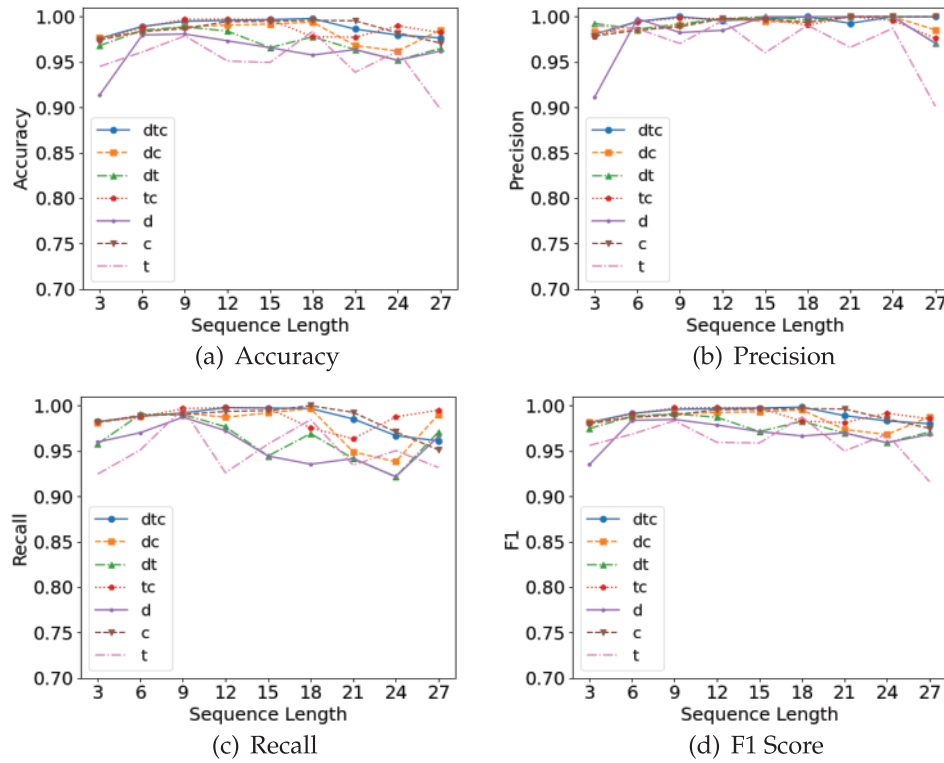 1.00
0.95
0.90
0.85
0.80
0.75
0.70
Accuracy
dtc
dc
dt
tc
d
c
t
3 6 9 12 15 18 21 24 27
Sequence Length
(a) Accuracy
1.00
0.95
0.90
0.85
0.80
0.75
0.70
Precision
dtc
dc
dt
tc
d
c
t
3 6 9 12 15 18 21 24 27
Sequence Length
(b) Precision
1.00
0.95
0.90
0.85
0.80
0.75
0.70
Recall
dtc
dc
dt
tc
d
c
t
3 6 9 12 15 18 21 24 27
Sequence Length
(c) Recall
1.00
0.95
0.90
0.85
0.80
0.75
0.70
F1
dtc
dc
dt
tc
d
c
t
3 6 9 12 15 18 21 24 27
Sequence Length
(d) F1 Score